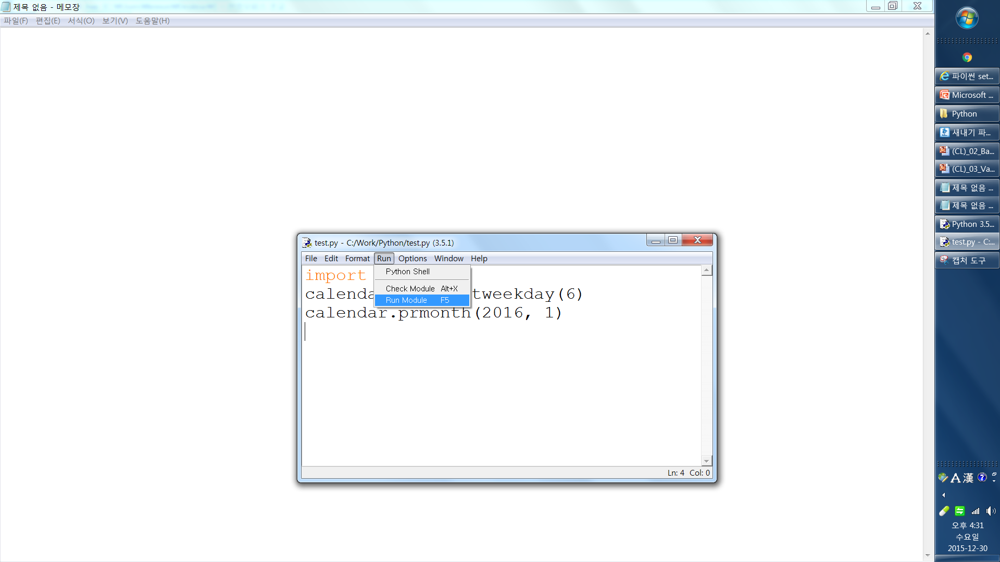 제목 없음 - 메모장
파일(F) 편집(E) 서식(O) 보기(V) 도움말(H)
test.py - C:/Work/Python/test.py (3.5.1)
File Edit Format Run Options Window Help
Python Shell
Check Module Alt+X
Run Module F5
import
calenda tweekday(6)
calendar.prmonth(2016, 1)
Ln: 4 Col: 0
파이썬 set...
Microsoft ...
Python
새내기 파...
(CL)_02_Ba...
(CL)_03_Va...
제목 없음 ...
제목 없음 ...
Python 3.5...
test.py - C:...
캡처 도구
A 漢 ?
오후 4:31
수요일
2015-12-30